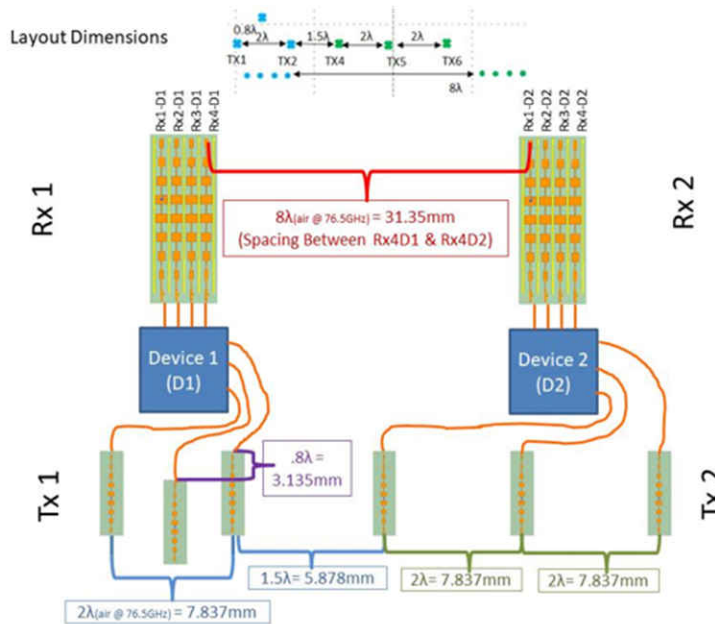 Layout Dimensions
0.8λ
2λ
1.5λ
2λ
2λ
TX1
TX2
TX4
TX5
TX6
8λ
Rx1-D1
Rx2-D1
Rx3-D1
Rx4-D1
Rx1-D2
Rx2-D2
Rx3-D2
Rx4-D2
Rx 1
Rx 2
8λ(air @ 76.5GHz) = 31.35mm
(Spacing Between Rx4D1 & Rx4D2)
Device 1
(D1)
Device 2
(D2)
.8λ =
3.135mm
Tx 1
Tx 2
1.5λ= 5.878mm
2λ= 7.837mm
2λ= 7.837mm
2λ(air @ 76.5GHz) = 7.837mm